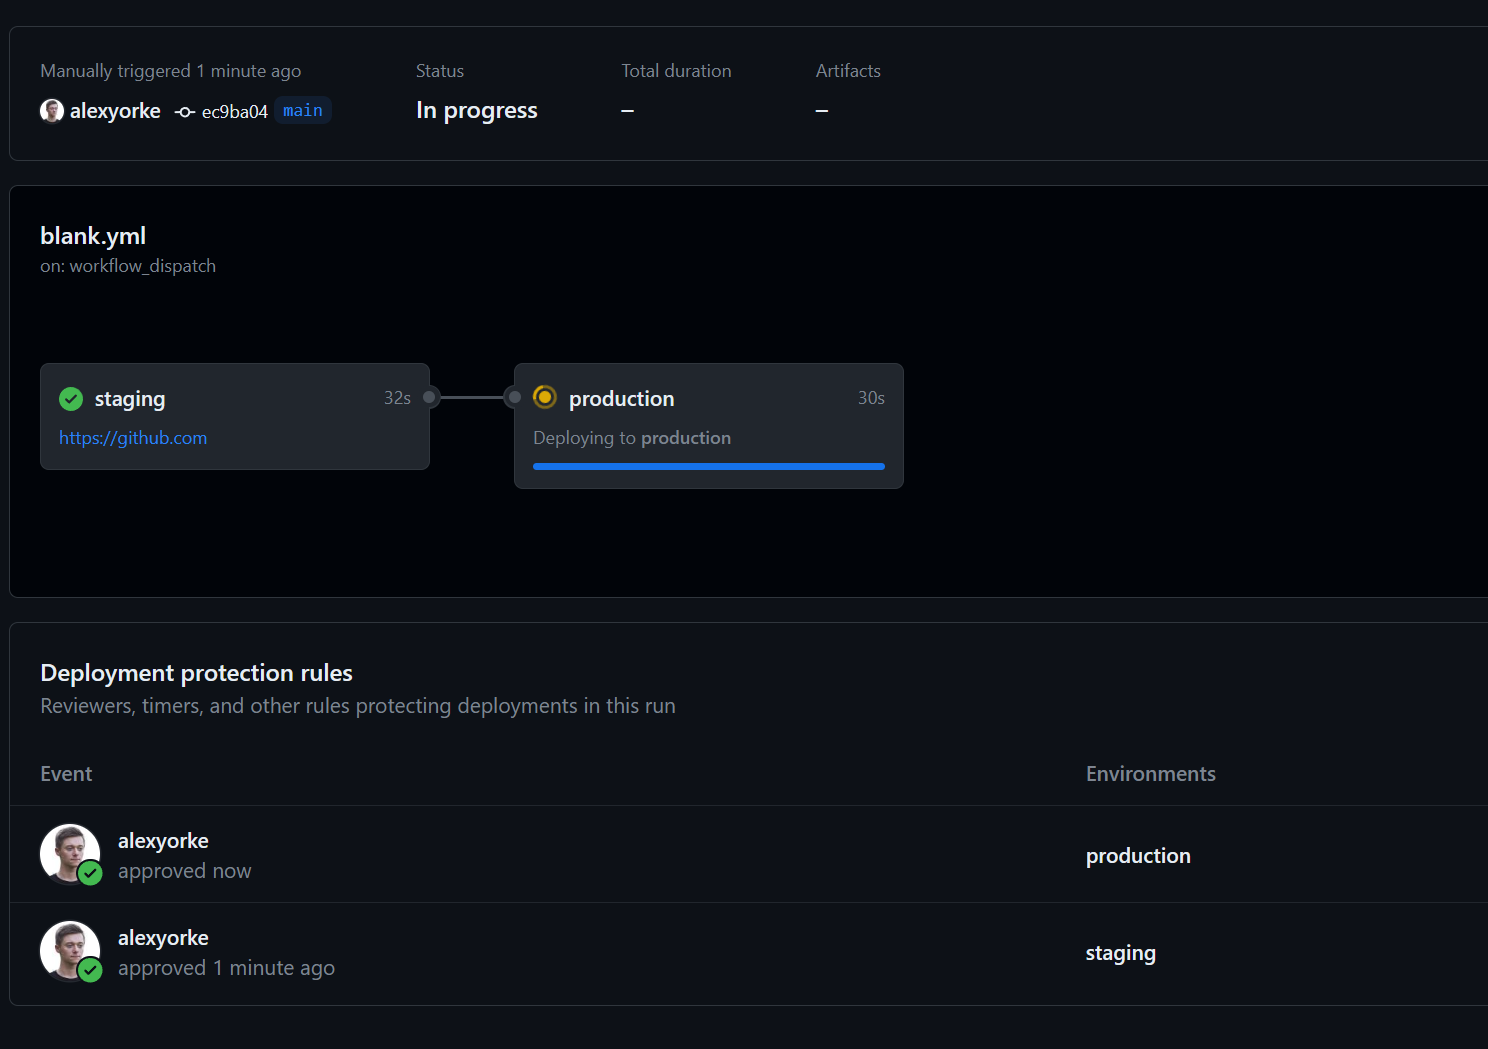 Manually triggered 1 minute ago
alexyorke ec9ba04 main
Status
In progress
Total duration
–
Artifacts
–
blank.yml
on: workflow_dispatch
staging 32s
https://github.com
production 30s
Deploying to production
Deployment protection rules
Reviewers, timers, and other rules protecting deployments in this run
Event Environments
alexyorke
approved now
production
alexyorke
approved 1 minute ago
staging